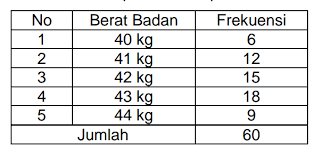 No Berat Badan Frekuensi
1 40 kg 6
2 41 kg 12
3 42 kg 15
4 43 kg 18
5 44 kg 9
Jumlah 60